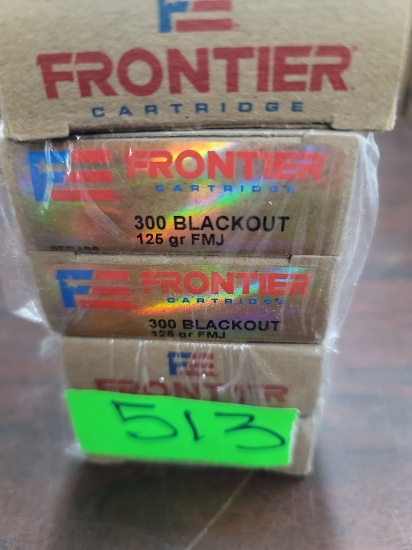 FRONTIER
CARTRIDGE
FRONTIER
CARTRIDGE
300 BLACKOUT
125 gr FMJ
FRONTIER
CARTRIDGE
300 BLACKOUT
125 gr FMJ
FRONTIER
513